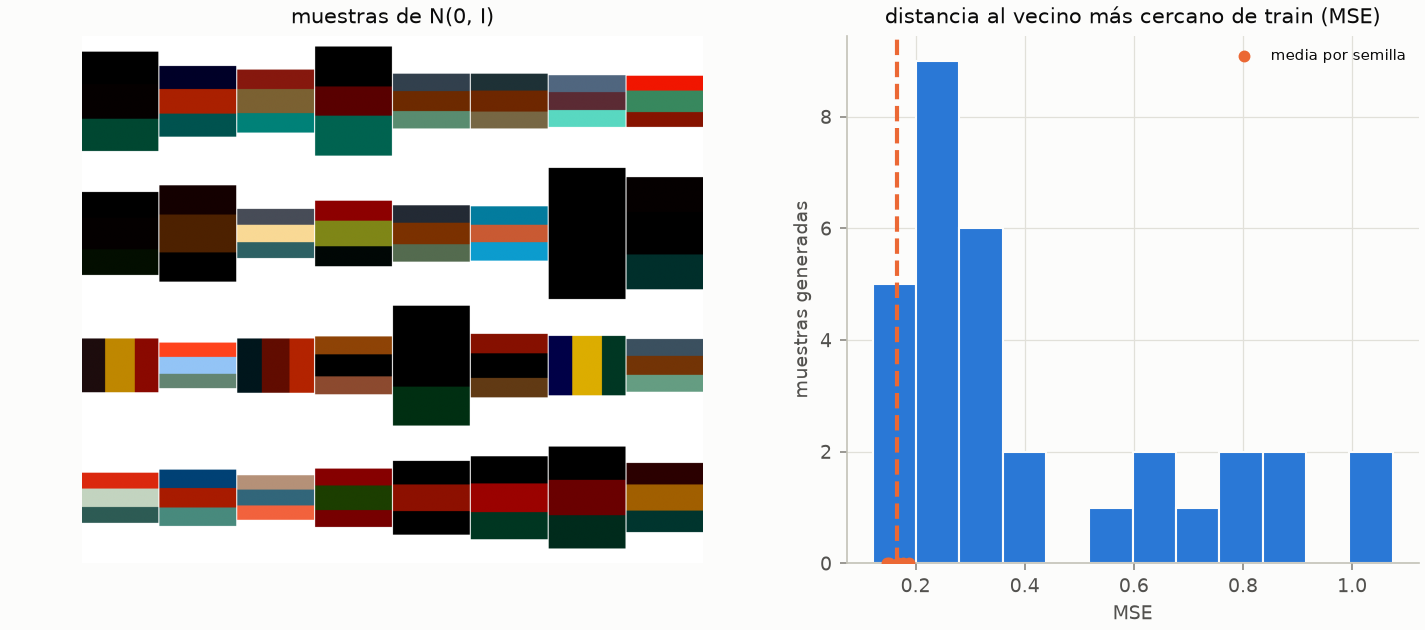 muestras de N(0, I)
distancia al vecino más cercano de train (MSE)
media por semilla
muestras generadas
8
6
4
2
0
0.2
0.4
0.6
0.8
1.0
MSE